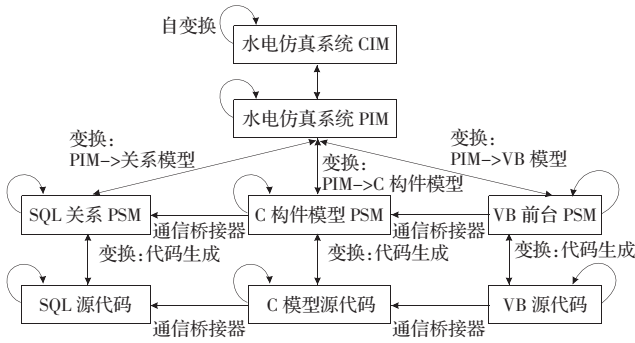 自变换
水电仿真系统 CIM
水电仿真系统 PIM
变换：
PIM->关系模型
变换：
PIM->C 构件模型
变换：
PIM->VB 模型
SQL 关系 PSM
通信桥接器
C 构件模型 PSM
通信桥接器
VB 前台 PSM
变换：代码生成
变换：代码生成
变换：代码生成
SQL 源代码
通信桥接器
C 模型源代码
通信桥接器
VB 源代码